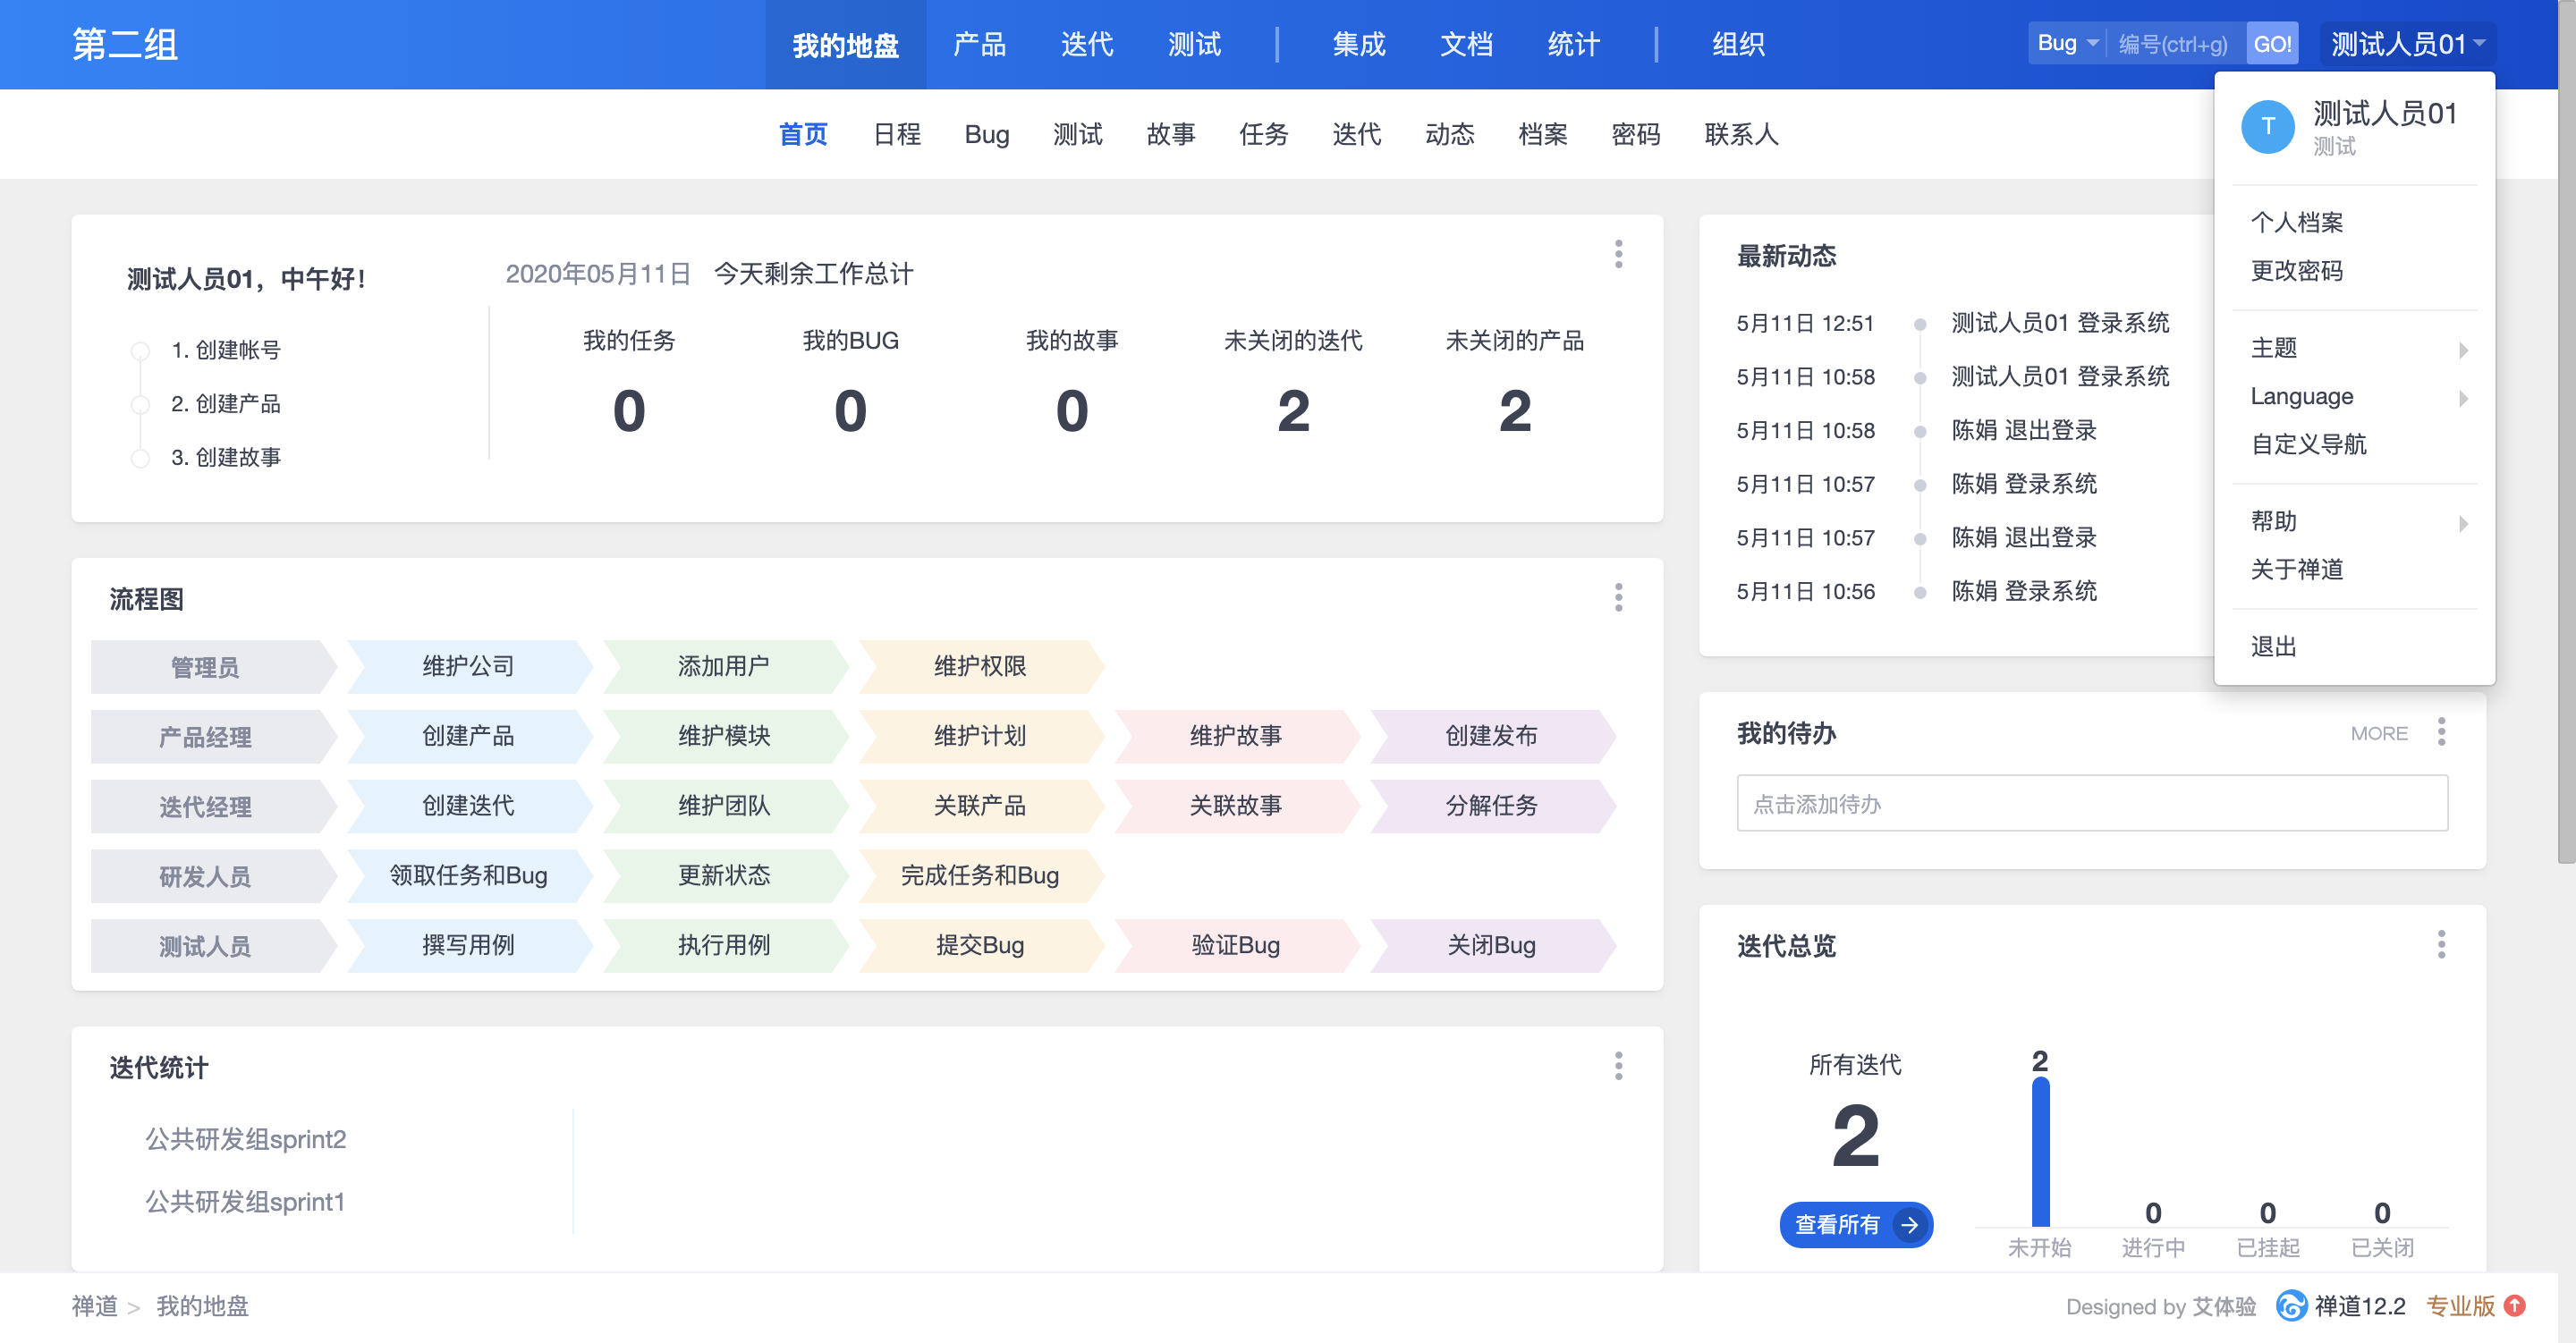 第二组
我的地盘 产品 迭代 测试 集成 文档 统计 组织
Bug 编号(ctrl+g) GO! 测试人员01
首页 日程 Bug 测试 故事 任务 迭代 动态 档案 密码 联系人
T 测试人员01
测试
个人档案
更改密码
主题
Language
自定义导航
帮助
关于禅道
退出
测试人员01，中午好！
1. 创建帐号
2. 创建产品
3. 创建故事
2020年05月11日 今天剩余工作总计
我的任务 我的BUG 我的故事 未关闭的迭代 未关闭的产品
0 0 0 2 2
最新动态
5月11日 12:51 测试人员01 登录系统
5月11日 10:58 测试人员01 登录系统
5月11日 10:58 陈娟 退出登录
5月11日 10:57 陈娟 登录系统
5月11日 10:57 陈娟 退出登录
5月11日 10:56 陈娟 登录系统
流程图
管理员 维护公司 添加用户 维护权限
产品经理 创建产品 维护模块 维护计划 维护故事 创建发布
迭代经理 创建迭代 维护团队 关联产品 关联故事 分解任务
研发人员 领取任务和Bug 更新状态 完成任务和Bug
测试人员 撰写用例 执行用例 提交Bug 验证Bug 关闭Bug
我的待办 MORE
点击添加待办
迭代统计
公共研发组sprint2
公共研发组sprint1
迭代总览
所有迭代
2
查看所有
2 0 0 0
未开始 进行中 已挂起 已关闭
禅道 > 我的地盘
Designed by 艾体验 禅道12.2 专业版